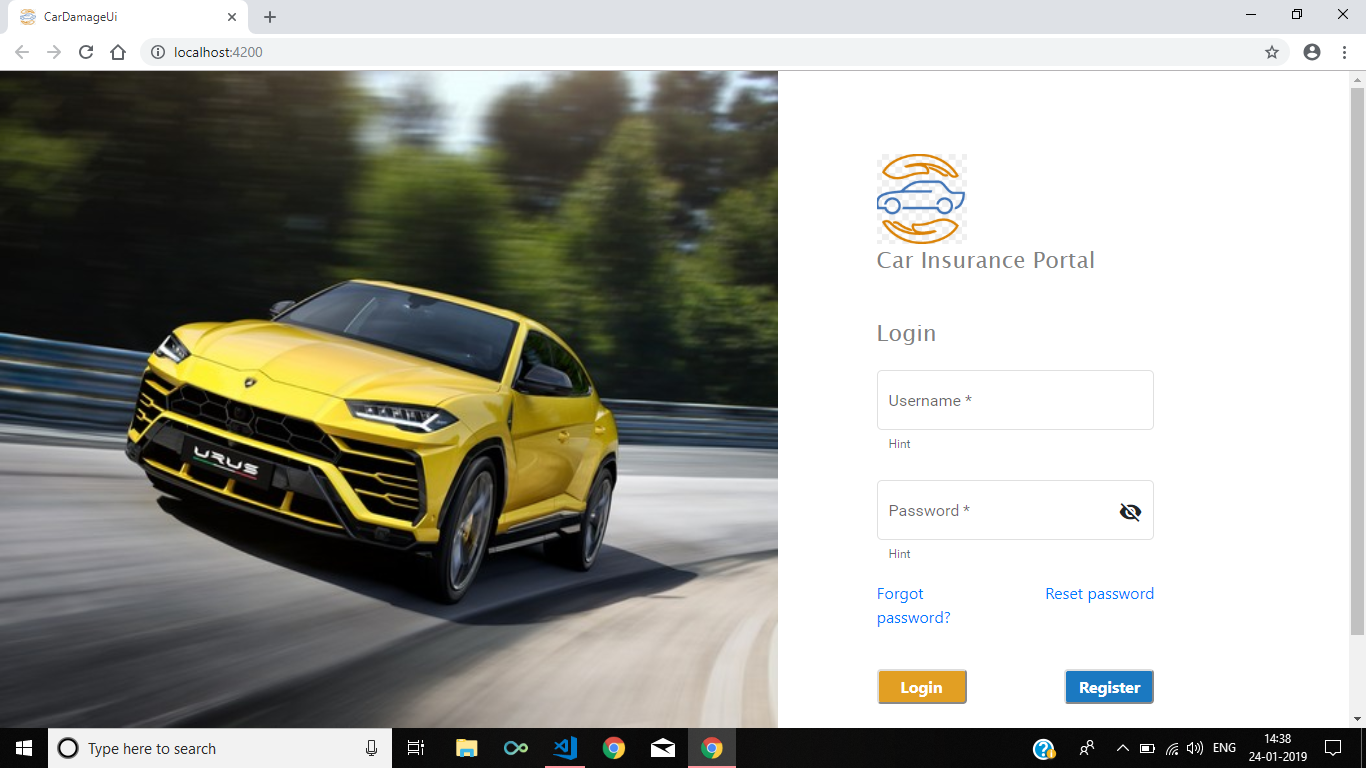 CarDamageUi
localhost:4200
URUS
Car Insurance Portal
Login
Username *
Hint
Password *
Hint
Forgot password?
Reset password
Login
Register
Type here to search
ENG
14:38
24-01-2019